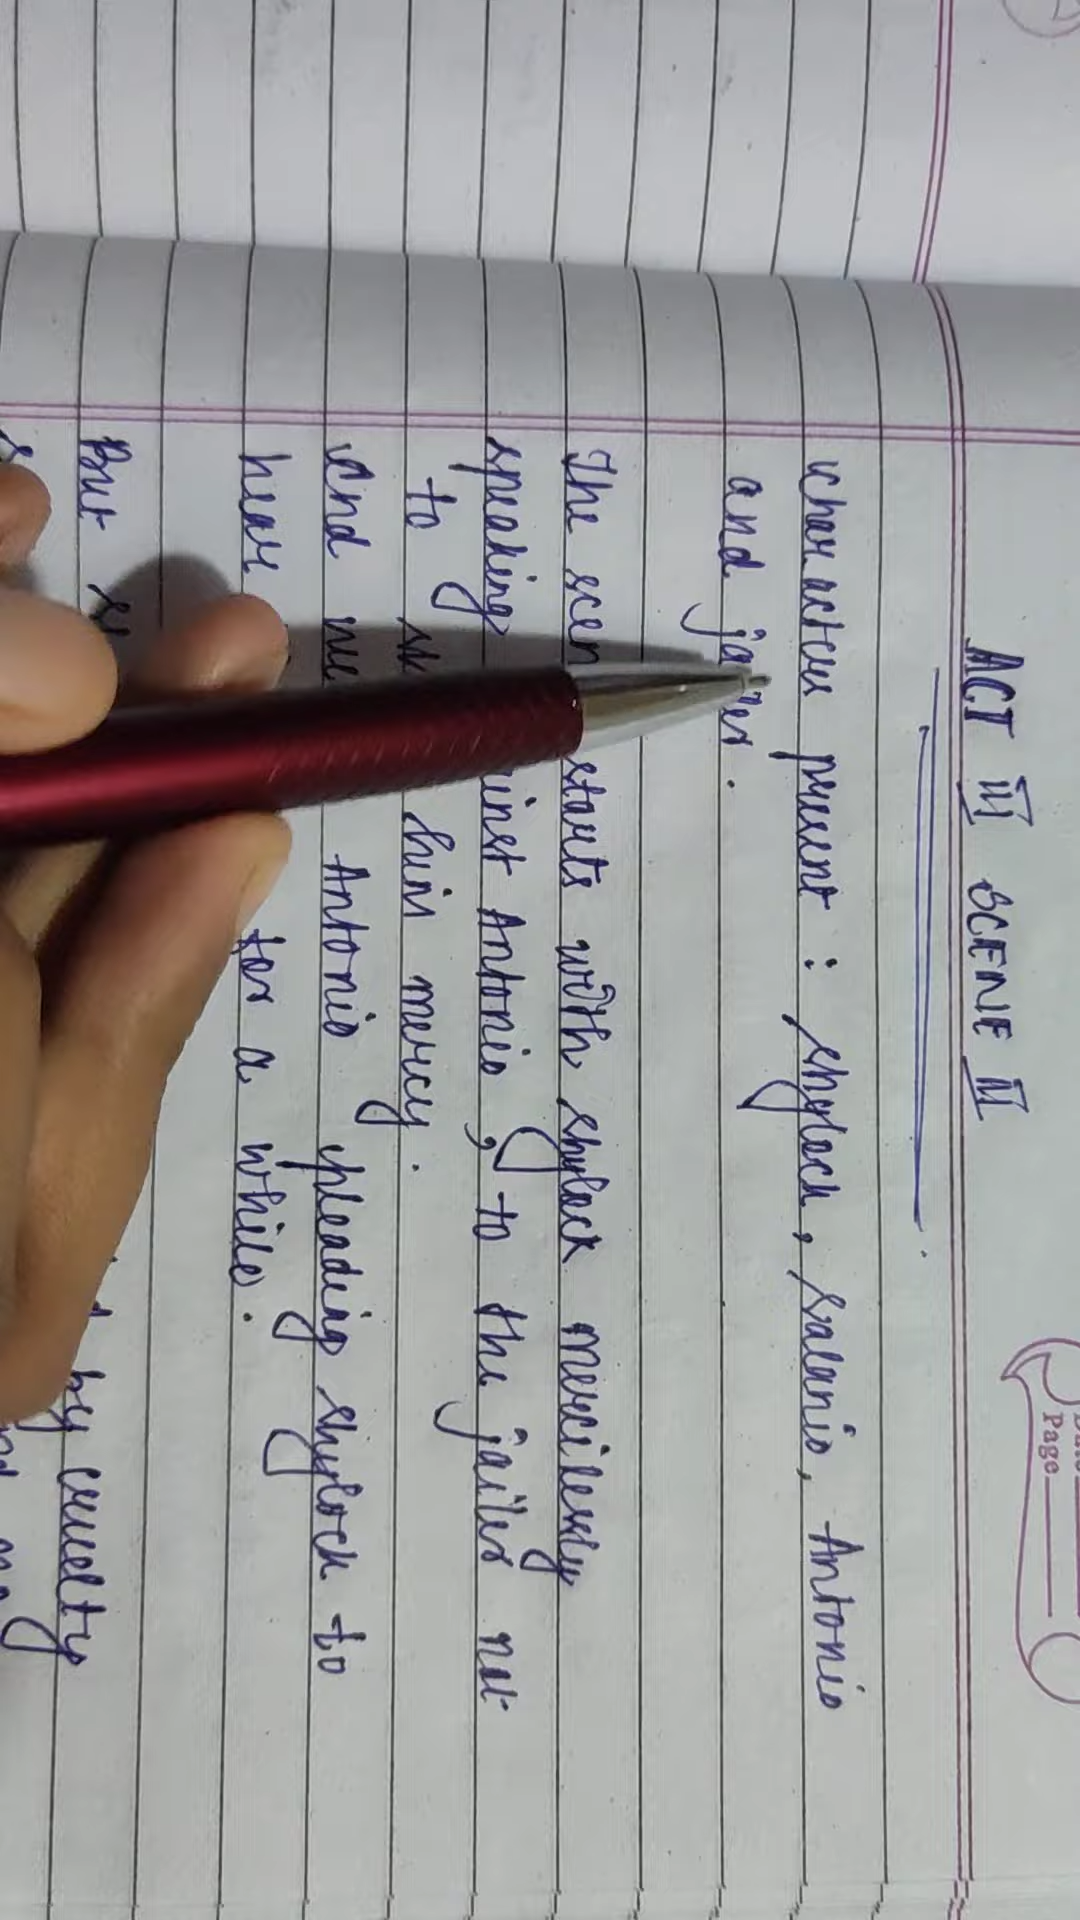 Page
ACT III SCENE III
character present : shylock, salanio, Antonio
and jailer.
The scene starts with shylock mercilessly
speaking against Antonio, to the jailer not
to him mercy.
And we Antonio pleading shylock to
hear for a while.
But by cruelty